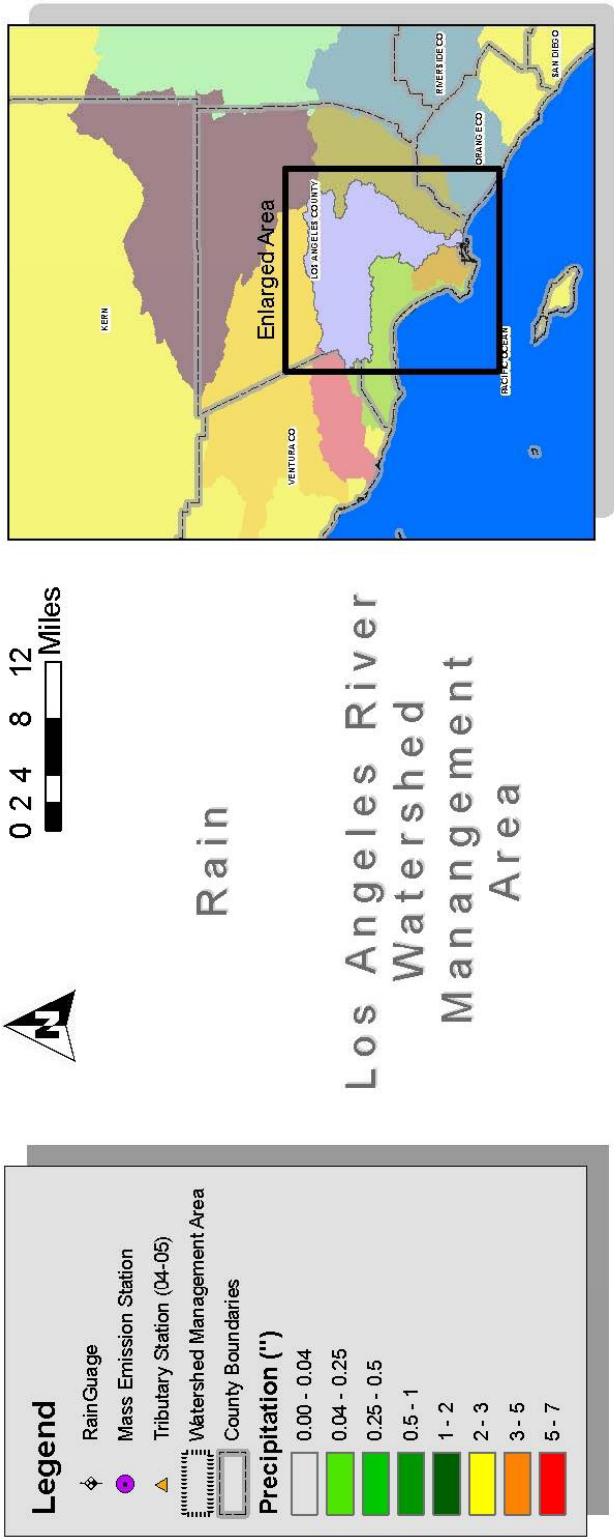 Legend
RainGuage
Mass Emission Station
Tributary Station (04-05)
Watershed Management Area
County Boundaries
Precipitation (")
0.00 - 0.04
0.04 - 0.25
0.25 - 0.5
0.5 - 1
1 - 2
2 - 3
3 - 5
5 - 7
N
0 2 4 8 12
Miles
Rain
Los Angeles River
Watershed
Manangement
Area
KERN
VENTURA CO
Enlarged Area
LOS ANGELES COUNTY
RIVERSIDE CO
ORANGE CO
SAN DIEGO
PACIFIC OCEAN